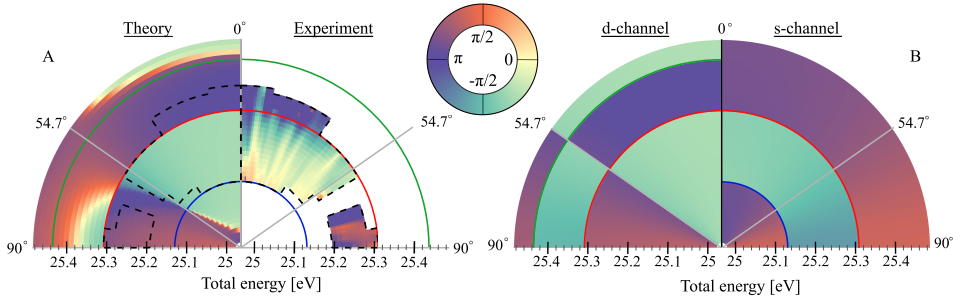 Theory
0°
Experiment
A
π/2
π
0
-π/2
d-channel
0°
s-channel
B
54.7°
54.7°
54.7°
54.7°
90°
90°
90°
90°
25.4
25.3
25.2
25.1
25
25
25.1
25.2
25.3
25.4
25.4
25.3
25.2
25.1
25
25
25.1
25.2
25.3
25.4
Total energy [eV]
Total energy [eV]